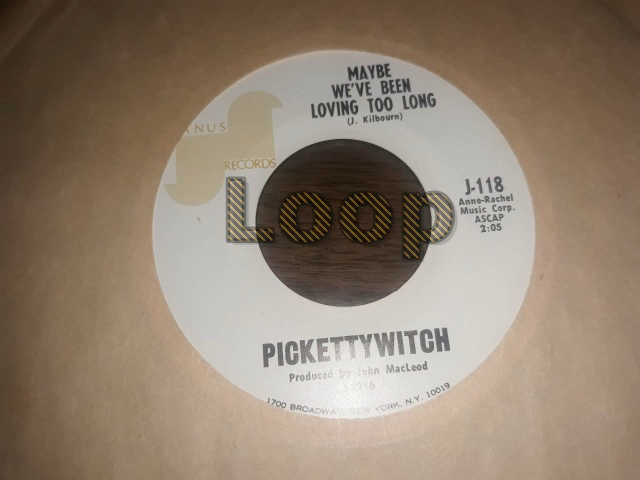 MAYBE
WE'VE BEEN
LOVING TOO LONG
(J. Kilbourn)
ANUS
RECORDS
J-118
Anne-Rachel
Music Corp.
ASCAP
2:05
Loop
PICKETTYWITCH
Produced by John MacLeod
1700 BROADWAY, NEW YORK, N.Y. 10019